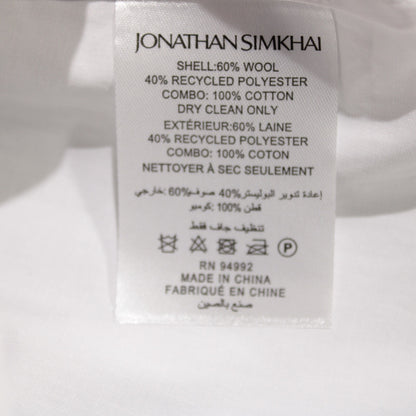 JONATHAN SIMKHAI
SHELL:60% WOOL
40% RECYCLED POLYESTER
COMBO: 100% COTTON
DRY CLEAN ONLY
EXTÉRIEUR:60% LAINE
40% RECYCLED POLYESTER
COMBO: 100% COTON
NETTOYER À SEC SEULEMENT
إعادة تدوير البوليستر %40 صوف%60 :خارجي
قطن %100 :كومبو
تنظيف جاف فقط
P
RN 94992
MADE IN CHINA
FABRIQUÉ EN CHINE
صنع بالصين